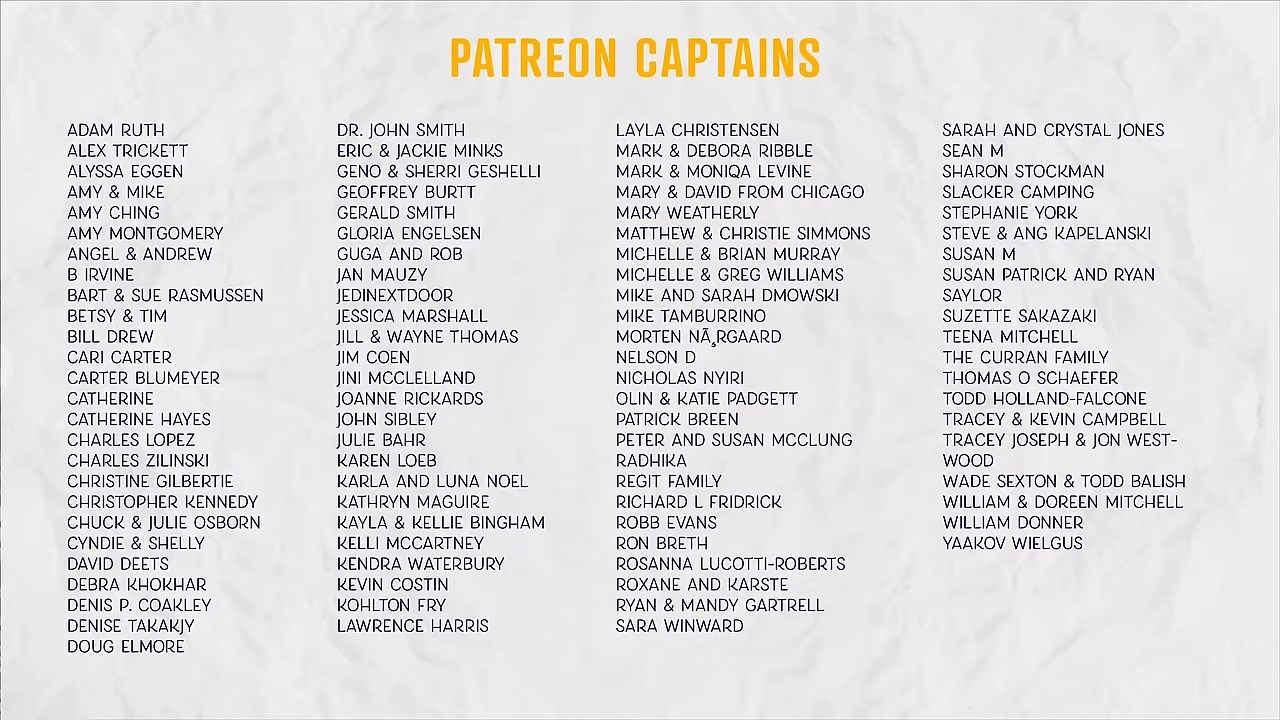 PATREON CAPTAINS
ADAM RUTH
ALEX TRICKETT
ALYSSA EGGEN
AMY & MIKE
AMY CHING
AMY MONTGOMERY
ANGEL & ANDREW
B IRVINE
BART & SUE RASMUSSEN
BETSY & TIM
BILL DREW
CARI CARTER
CARTER BLUMEYER
CATHERINE
CATHERINE HAYES
CHARLES LOPEZ
CHARLES ZILINSKI
CHRISTINE GILBERTIE
CHRISTOPHER KENNEDY
CHUCK & JULIE OSBORN
CYNDIE & SHELLY
DAVID DEETS
DEBRA KHOKHAR
DENIS P. COAKLEY
DENISE TAKAKJY
DOUG ELMORE
DR. JOHN SMITH
ERIC & JACKIE MINKS
GENO & SHERRI GESHELLI
GEOFFREY BURTT
GERALD SMITH
GLORIA ENGELSEN
GUGA AND ROB
JAN MAUZY
JEDINEXTDOOR
JESSICA MARSHALL
JILL & WAYNE THOMAS
JIM COEN
JINI MCCLELLAND
JOANNE RICKARDS
JOHN SIBLEY
JULIE BAHR
KAREN LOEB
KARLA AND LUNA NOEL
KATHRYN MAGUIRE
KAYLA & KELLIE BINGHAM
KELLI MCCARTNEY
KENDRA WATERBURY
KEVIN COSTIN
KOHLTON FRY
LAWRENCE HARRIS
LAYLA CHRISTENSEN
MARK & DEBORA RIBBLE
MARK & MONIQA LEVINE
MARY & DAVID FROM CHICAGO
MARY WEATHERLY
MATTHEW & CHRISTIE SIMMONS
MICHELLE & BRIAN MURRAY
MICHELLE & GREG WILLIAMS
MIKE AND SARAH DMOWSKI
MIKE TAMBURRINO
MORTEN NÃ¸RGAARD
NELSON D
NICHOLAS NYIRI
OLIN & KATIE PADGETT
PATRICK BREEN
PETER AND SUSAN MCCLUNG
RADHIKA
REGIT FAMILY
RICHARD L FRIDRICK
ROBB EVANS
RON BRETH
ROSANNA LUCOTTI-ROBERTS
ROXANE AND KARSTE
RYAN & MANDY GARTRELL
SARA WINWARD
SARAH AND CRYSTAL JONES
SEAN M
SHARON STOCKMAN
SLACKER CAMPING
STEPHANIE YORK
STEVE & ANG KAPELANSKI
SUSAN M
SUSAN PATRICK AND RYAN
SAYLOR
SUZETTE SAKAZAKI
TEENA MITCHELL
THE CURRAN FAMILY
THOMAS O SCHAEFER
TODD HOLLAND-FALCONE
TRACEY & KEVIN CAMPBELL
TRACEY JOSEPH & JON WEST-
WOOD
WADE SEXTON & TODD BALISH
WILLIAM & DOREEN MITCHELL
WILLIAM DONNER
YAAKOV WIELGUS